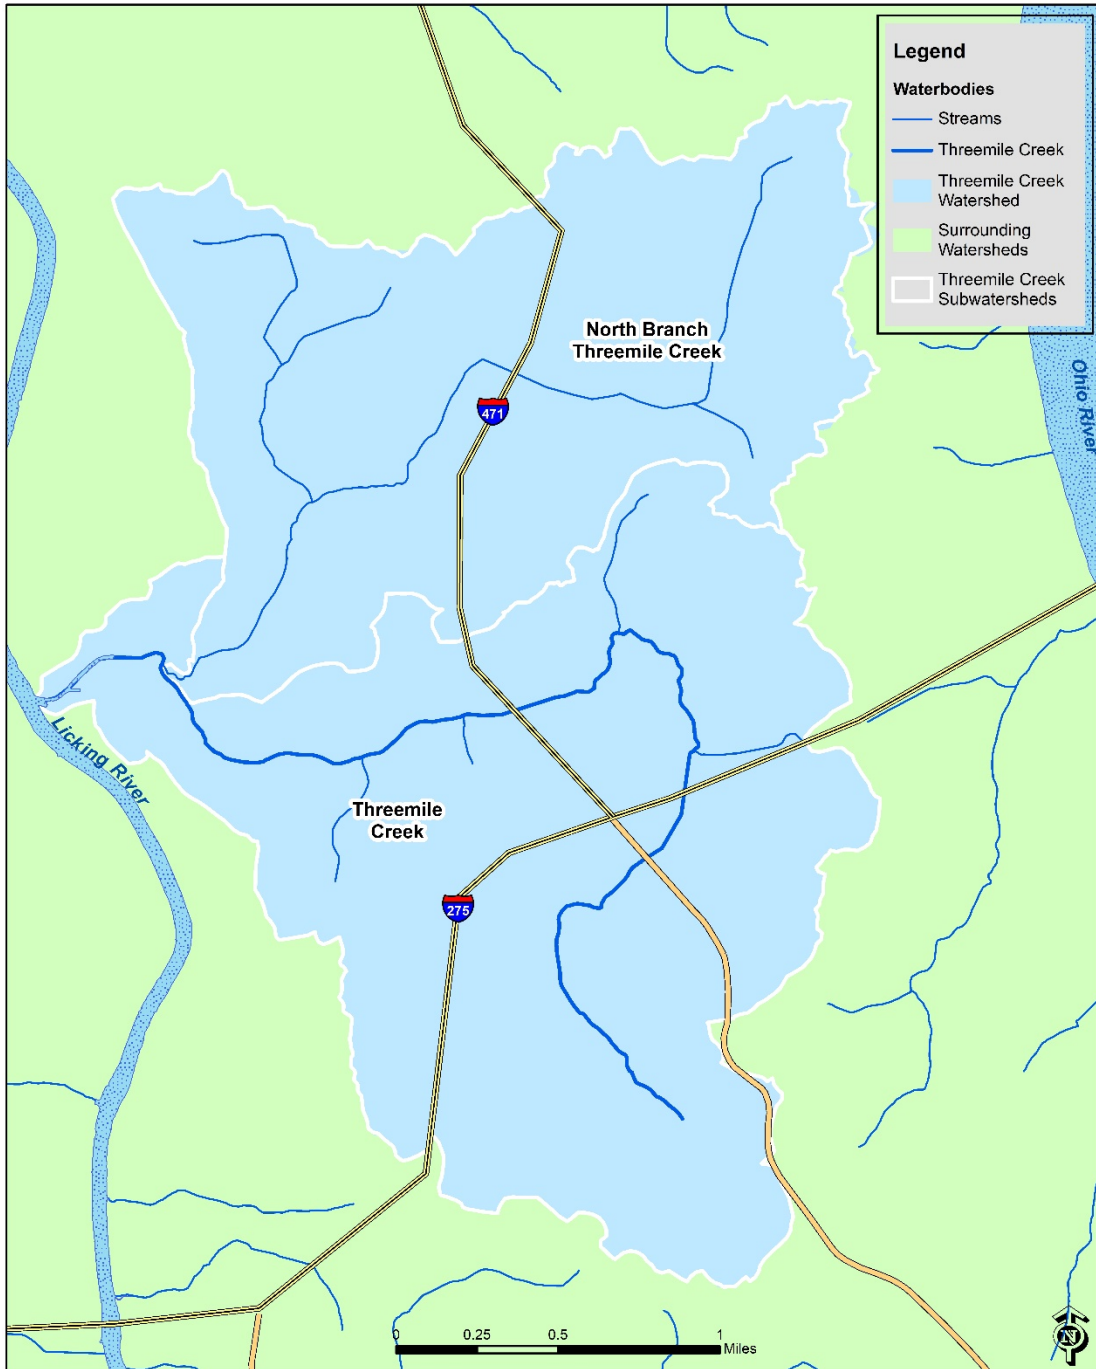 Legend
Waterbodies
Streams
Threemile Creek
Threemile Creek
Watershed
Surrounding
Watersheds
Threemile Creek
Subwatersheds
North Branch
Threemile Creek
Ohio River
471
Licking River
Threemile
Creek
275
0 0.25 0.5 1
Miles
N